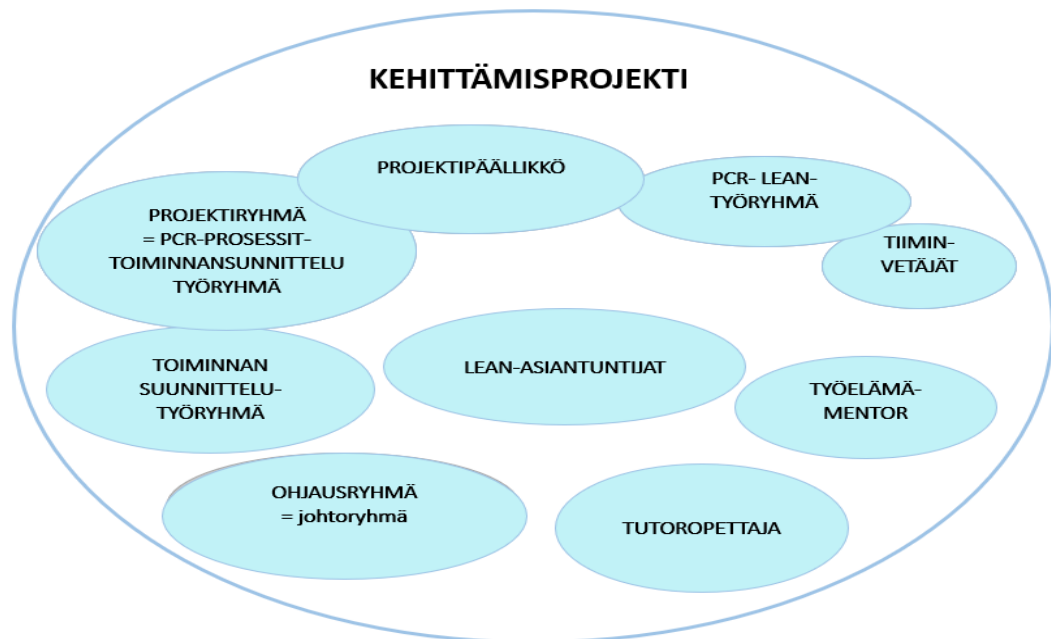 KEHITTÄMISPROJEKTI
PROJEKTIPÄÄLLIKKÖ
PCR- LEAN-
TYÖRYHMÄ
PROJEKTIRYHMÄ
= PCR-PROSESSIT-
TOIMINNANSUNNITTELU
TYÖRYHMÄ
TIIMIN-
VETÄJÄT
TOIMINNAN
SUUNNITTELU-
TYÖRYHMÄ
LEAN-ASIANTUNTIJAT
TYÖELÄMÄ-
MENTOR
OHJAUSRYHMÄ
= johtoryhmä
TUTOROPETTAJA